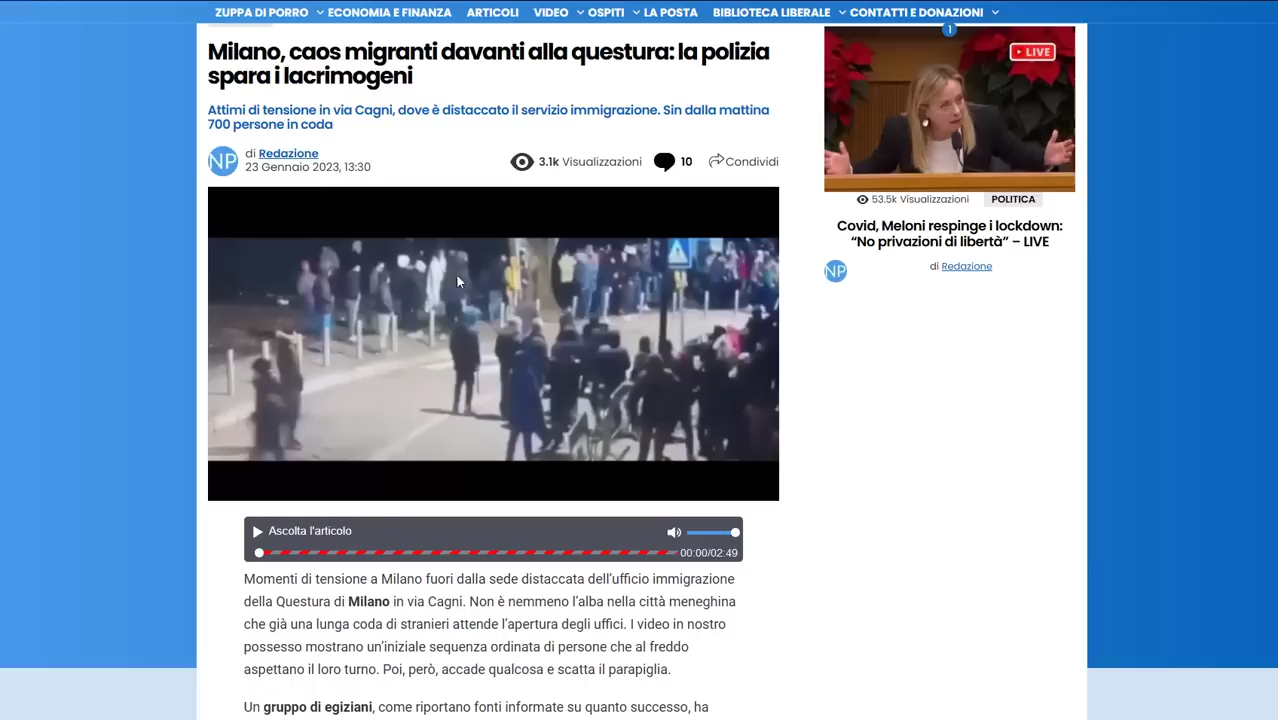 ZUPPA DI PORRO ECONOMIA E FINANZA ARTICOLI VIDEO OSPITI LA POSTA BIBLIOTECA LIBERALE CONTATTI E DONAZIONI
Milano, caos migranti davanti alla questura: la polizia
spara i lacrimogeni
Attimi di tensione in via Cagni, dove è distaccato il servizio immigrazione. Sin dalla mattina
700 persone in coda
NP
di Redazione
23 Gennaio 2023, 13:30
3.1k Visualizzazioni
10
Condividi
Ascolta l'articolo
00:00/02:49
Momenti di tensione a Milano fuori dalla sede distaccata dell'ufficio immigrazione
della Questura di Milano in via Cagni. Non è nemmeno l'alba nella città meneghina
che già una lunga coda di stranieri attende l'apertura degli uffici. I video in nostro
possesso mostrano un'iniziale sequenza ordinata di persone che al freddo
aspettano il loro turno. Poi, però, accade qualcosa e scatta il parapiglia.
Un gruppo di egiziani, come riportano fonti informate su quanto successo, ha
1
LIVE
53.5k Visualizzazioni
POLITICA
Covid, Meloni respinge i lockdown:
“No privazioni di libertà” – LIVE
NP
di Redazione